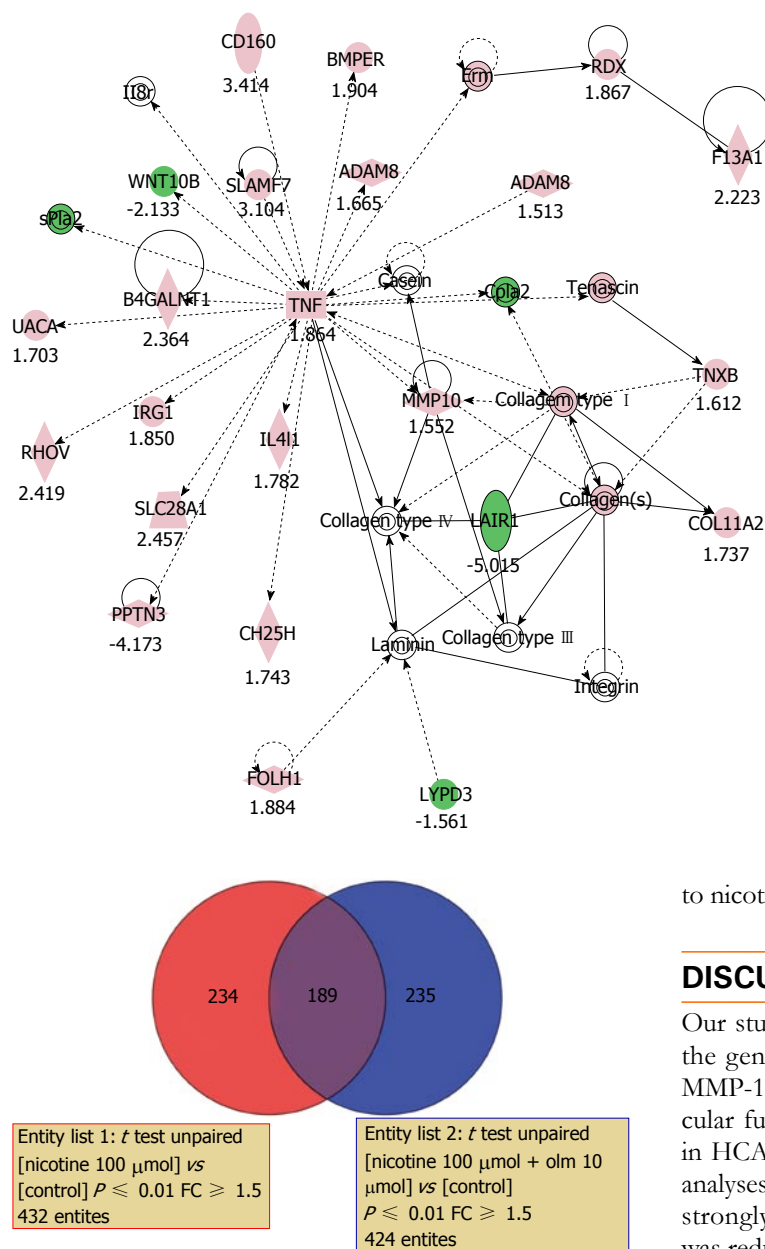 CD160
3.414
BMPER
1.904
Il8r
Erm
RDX
1.867
F13A1
2.223
WNT10B
-2.133
SLAMF7
3.104
ADAM8
1.665
ADAM8
1.513
sPla2
B4GALNT1
2.364
TNF
1.864
Casein
Cpla2
Tenascin
UACA
1.703
TNXB
1.612
IRG1
1.850
IL4I1
1.782
MMP10
1.552
Collagem type I
RHOV
2.419
SLC28A1
2.457
Collagen type IV
LAIR1
-5.015
Collagen(s)
COL11A2
1.737
PPTN3
-4.173
CH25H
1.743
Laminin
Collagen type III
Integrin
FOLH1
1.884
LYPD3
-1.561
234
189
235
Entity list 1: t test unpaired
[nicotine 100 μmol] vs
[control] P ≤ 0.01 FC ≥ 1.5
432 entites
Entity list 2: t test unpaired
[nicotine 100 μmol + olm 10
μmol] vs [control]
P ≤ 0.01 FC ≥ 1.5
424 entites
to nicot
DISCU
Our stu
the gen
MMP-1
cular fu
in HCA
analyses
strongly
was redu